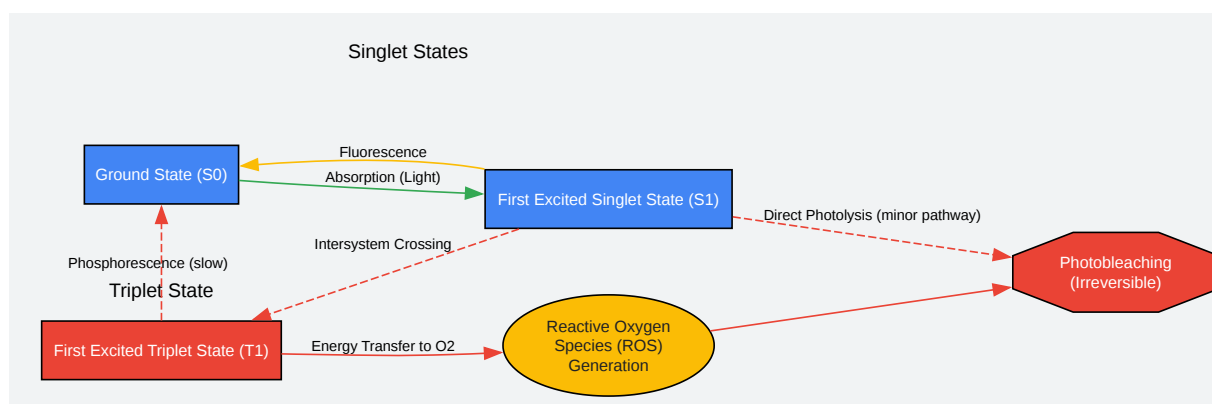 Singlet States
Fluorescence
Ground State (S0)
Absorption (Light)
First Excited Singlet State (S1)
Direct Photolysis (minor pathway)
Intersystem Crossing
Phosphorescence (slow)
Photobleaching
(Irreversible)
Triplet State
Reactive Oxygen
Species (ROS)
Generation
First Excited Triplet State (T1)
Energy Transfer to O2